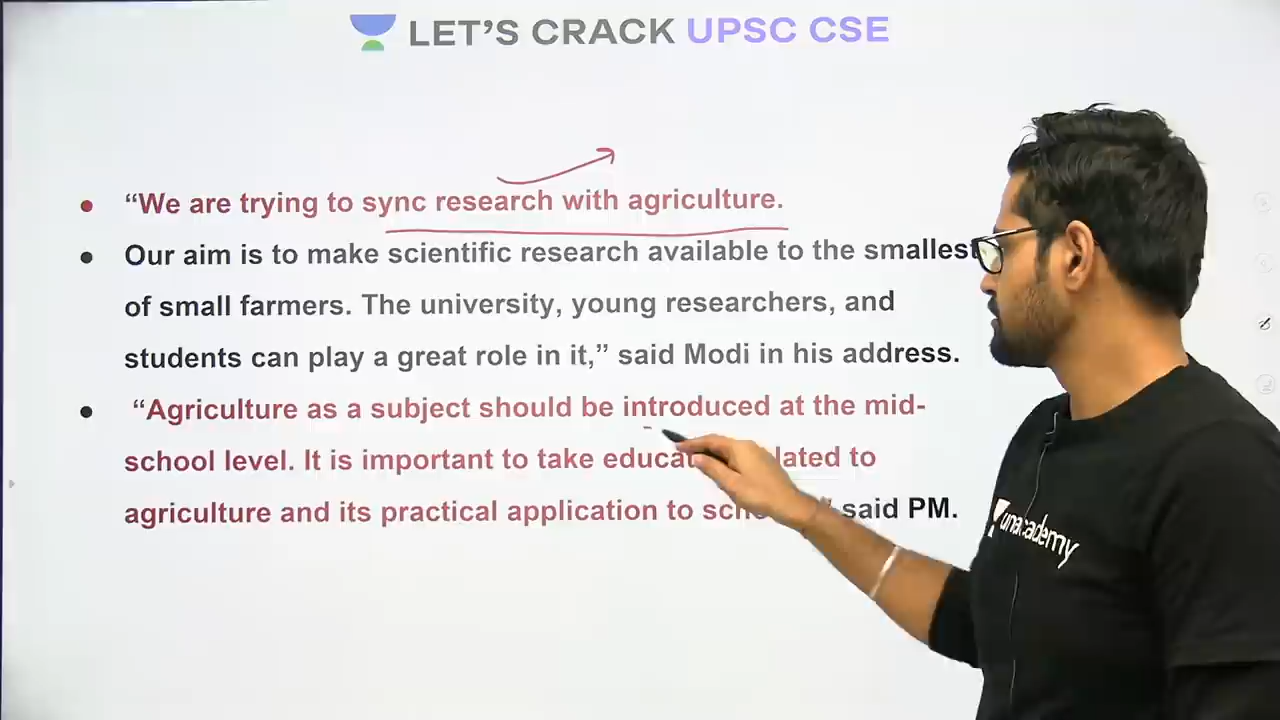 LET'S CRACK UPSC CSE
• “We are trying to sync research with agriculture.
• Our aim is to make scientific research available to the smallest
of small farmers. The university, young researchers, and
students can play a great role in it,” said Modi in his address.
• “Agriculture as a subject should be introduced at the mid-
school level. It is important to take to
agriculture and its practical application to said PM.
unacademy